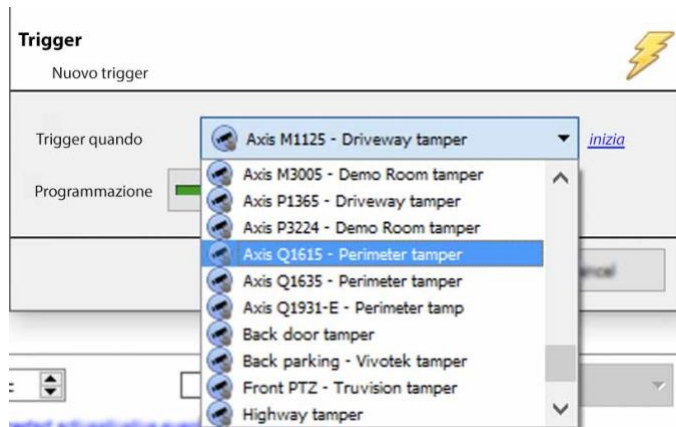 Trigger
Nuovo trigger
Trigger quando
Axis M1125 - Driveway tamper
inizia
Programmazione
Axis M3005 - Demo Room tamper
Axis P1365 - Driveway tamper
Axis P3224 - Demo Room tamper
Axis Q1615 - Perimeter tamper
Axis Q1635 - Perimeter tamper
Axis Q1931-E - Perimeter tamp
Back door tamper
Back parking - Vivotek tamper
Front PTZ - Truvision tamper
Highway tamper